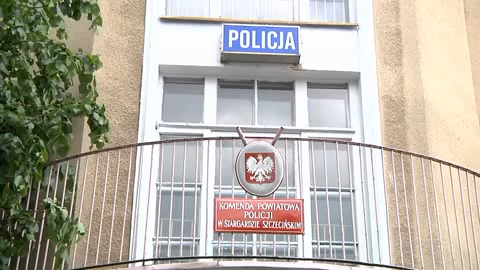 POLICJA
KOMENDA POWIATOWA
POLICJI
W STARGARDZIE SZCZECIŃSKIM